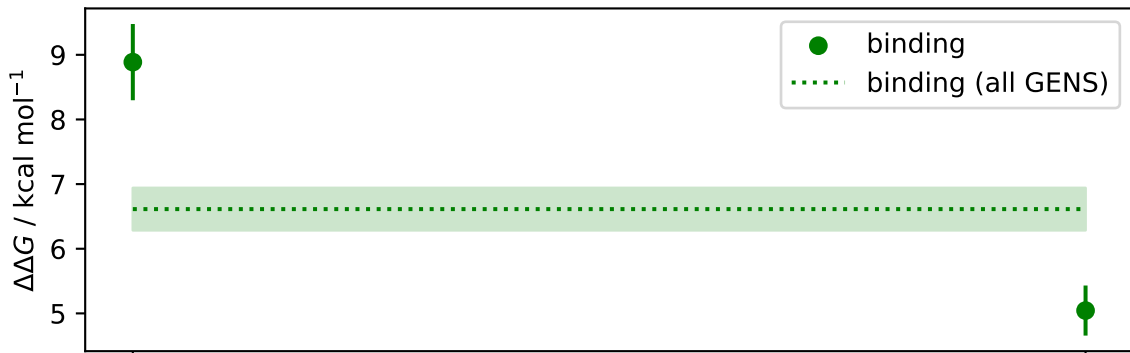 9
8
7
6
5
ΔΔG / kcal mol⁻¹
binding
binding (all GENS)